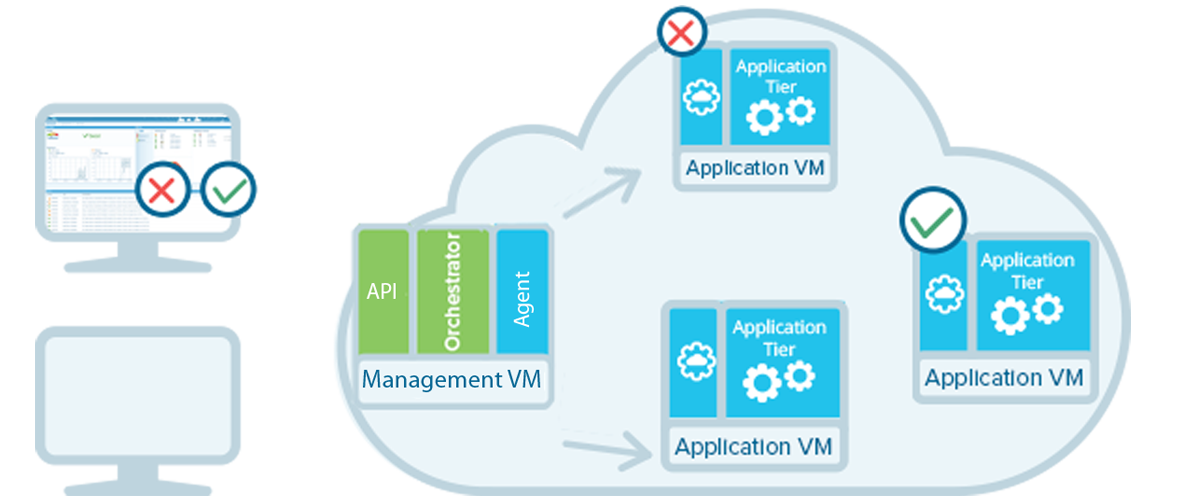 Application
Tier
Application VM
API
Orchestrator
Agent
Management VM
Application
Tier
Application VM
Application
Tier
Application VM